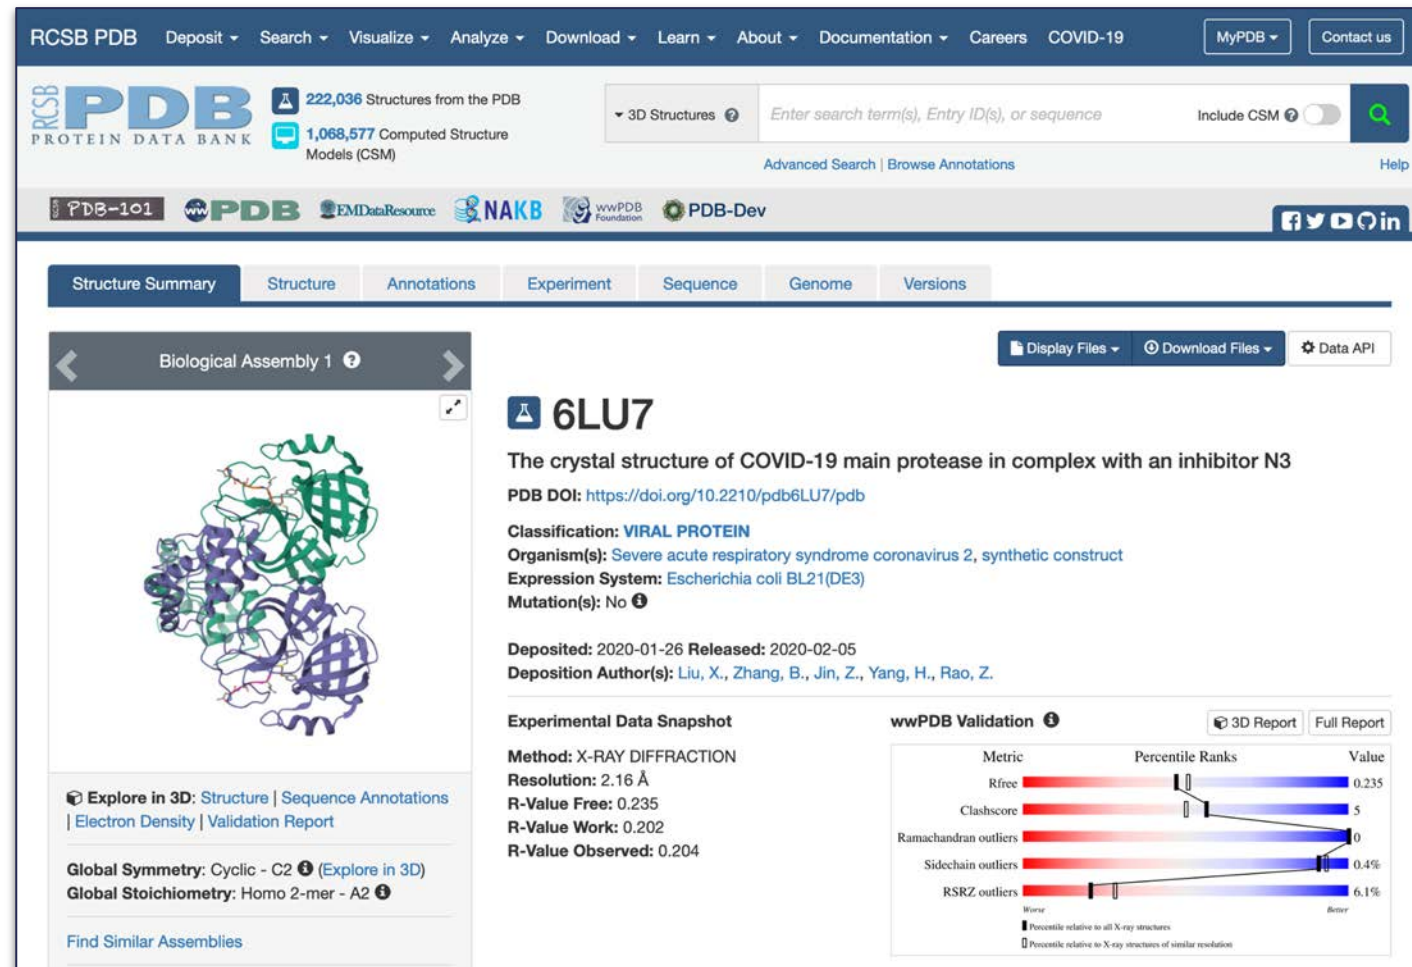 RCSB PDB Deposit Search Visualize Analyze Download Learn About Documentation Careers COVID-19 MyPDB Contact us
RCSB PDB
PROTEIN DATA BANK
222,036 Structures from the PDB
1,068,577 Computed Structure
Models (CSM)
3D Structures
Enter search term(s), Entry ID(s), or sequence
Include CSM
Advanced Search | Browse Annotations
Help
RCSB PDB-101
wwPDB
EMDataResource
NAKB
wwPDB
Foundation
PDB-Dev
Structure Summary Structure Annotations Experiment Sequence Genome Versions
Biological Assembly 1
Display Files Download Files Data API
6LU7
The crystal structure of COVID-19 main protease in complex with an inhibitor N3
PDB DOI: https://doi.org/10.2210/pdb6LU7/pdb
Classification: VIRAL PROTEIN
Organism(s): Severe acute respiratory syndrome coronavirus 2, synthetic construct
Expression System: Escherichia coli BL21(DE3)
Mutation(s): No
Deposited: 2020-01-26 Released: 2020-02-05
Deposition Author(s): Liu, X., Zhang, B., Jin, Z., Yang, H., Rao, Z.
Explore in 3D: Structure | Sequence Annotations
| Electron Density | Validation Report
Global Symmetry: Cyclic - C2 (Explore in 3D)
Global Stoichiometry: Homo 2-mer - A2
Find Similar Assemblies
Experimental Data Snapshot
Method: X-RAY DIFFRACTION
Resolution: 2.16 Å
R-Value Free: 0.235
R-Value Work: 0.202
R-Value Observed: 0.204
wwPDB Validation
3D Report Full Report
Metric Percentile Ranks Value
Rfree 0.235
Clashscore 5
Ramachandran outliers 0
Sidechain outliers 0.4%
RSRZ outliers 6.1%
Worse Better
Percentile relative to all X-ray structures
Percentile relative to X-ray structures of similar resolution